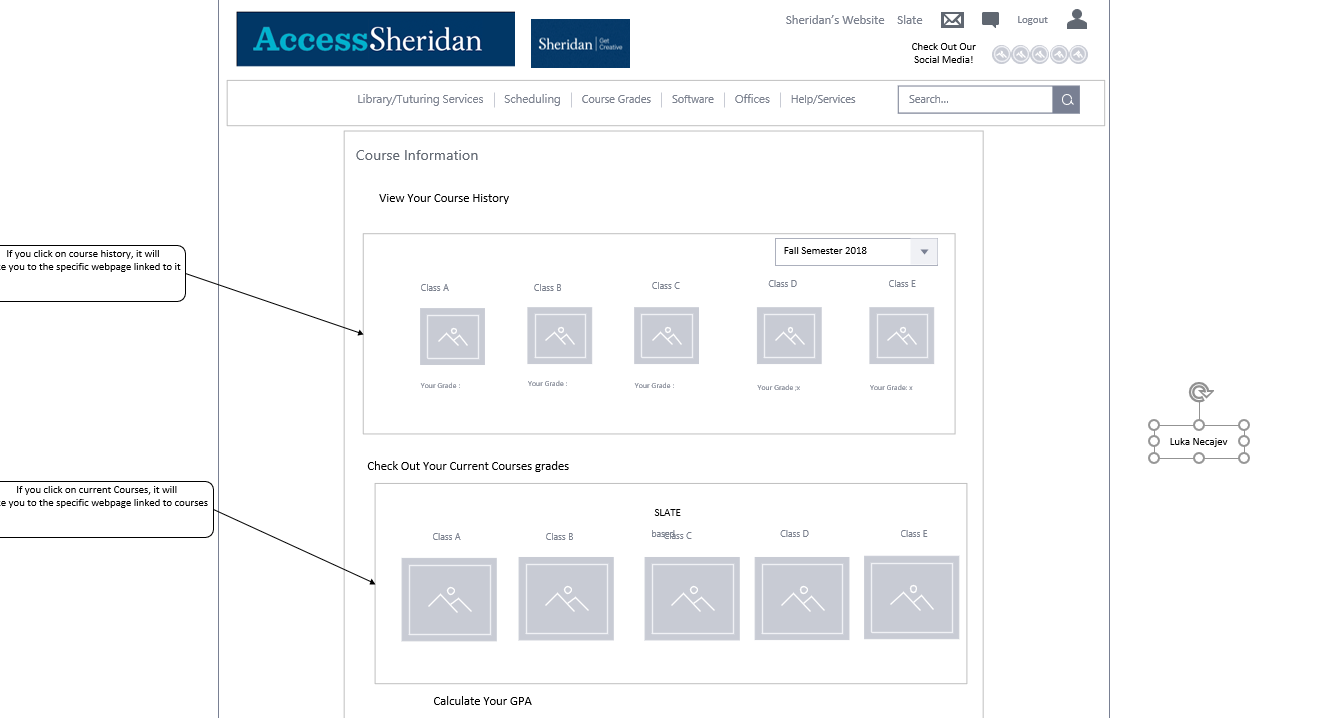 AccessSheridan
Sheridan | Get Creative
Sheridan's Website Slate Logout
Check Out Our
Social Media!
Library/Tuturing Services Scheduling Course Grades Software Offices Help/Services
Search...
Course Information
View Your Course History
If you click on course history, it will
you to the specific webpage linked to it
Fall Semester 2018
Class A Class B Class C Class D Class E
Your Grade : Your Grade : Your Grade : Your Grade ;x Your Grade: x
Luka Necajev
Check Out Your Current Courses grades
If you click on current Courses, it will
you to the specific webpage linked to courses
SLATE
based
Class A Class B Class C Class D Class E
Calculate Your GPA